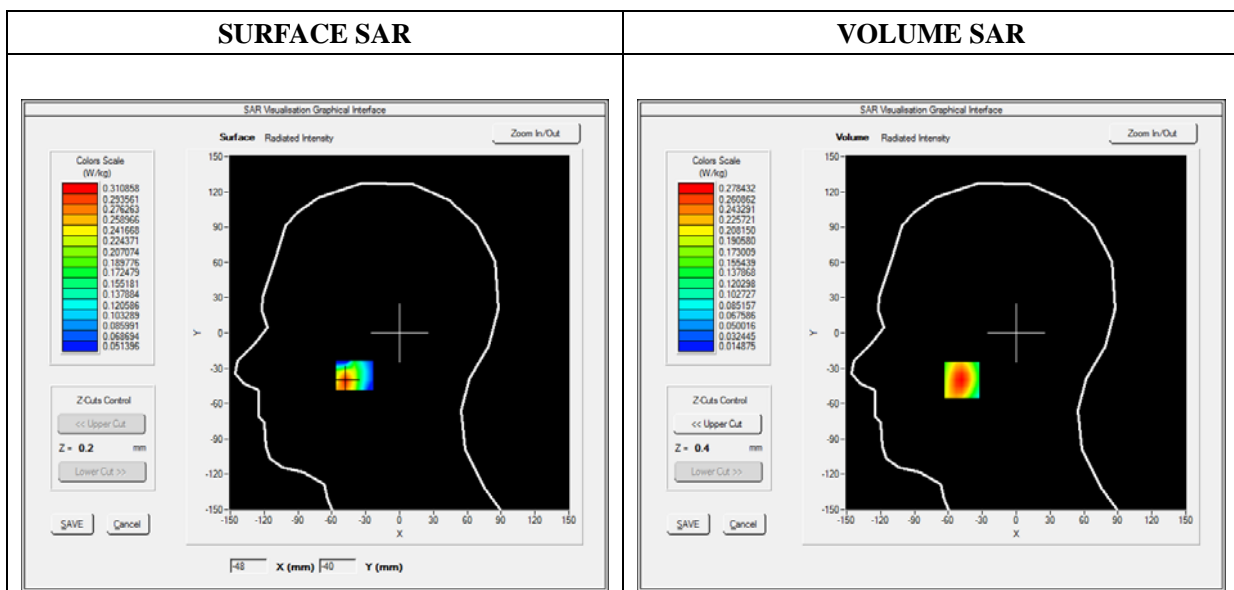 SURFACE SAR
VOLUME SAR
SAR Visualisation Graphical Interface
Surface Radiated Intensity
Zoom In/Out
Colors Scale
(W/kg)
0.310858
0.293561
0.276263
0.258966
0.241668
0.224371
0.207074
0.189776
0.172479
0.155181
0.137884
0.120586
0.103289
0.085991
0.068694
0.051396
150
120
90
60
30
0
-30
-60
-90
-120
-150
Y
-150 -120 -90 -60 -30 0 30 60 90 120 150
X
Z-Cuts Control
<< Upper Cut
Z = 0.2 mm
Lower Cut >>
SAVE Cancel
-48 X (mm) -40 Y (mm)
SAR Visualisation Graphical Interface
Volume Radiated Intensity
Zoom In/Out
Colors Scale
(W/kg)
0.278432
0.260862
0.243291
0.225721
0.208150
0.190580
0.173009
0.155439
0.137868
0.120298
0.102727
0.085157
0.067586
0.050016
0.032445
0.014875
150
120
90
60
30
0
-30
-60
-90
-120
-150
Y
-150 -120 -90 -60 -30 0 30 60 90 120 150
X
Z-Cuts Control
<< Upper Cut
Z = 0.4 mm
Lower Cut >>
SAVE Cancel